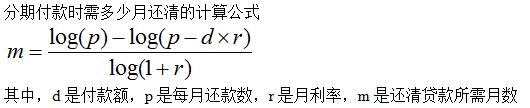 分期付款时需多少月还清的计算公式
m = \frac{\log(p) - \log(p - d \times r)}{\log(1 + r)}
其中，d 是付款额，p 是每月还款数，r 是月利率，m 是还清贷款所需月数